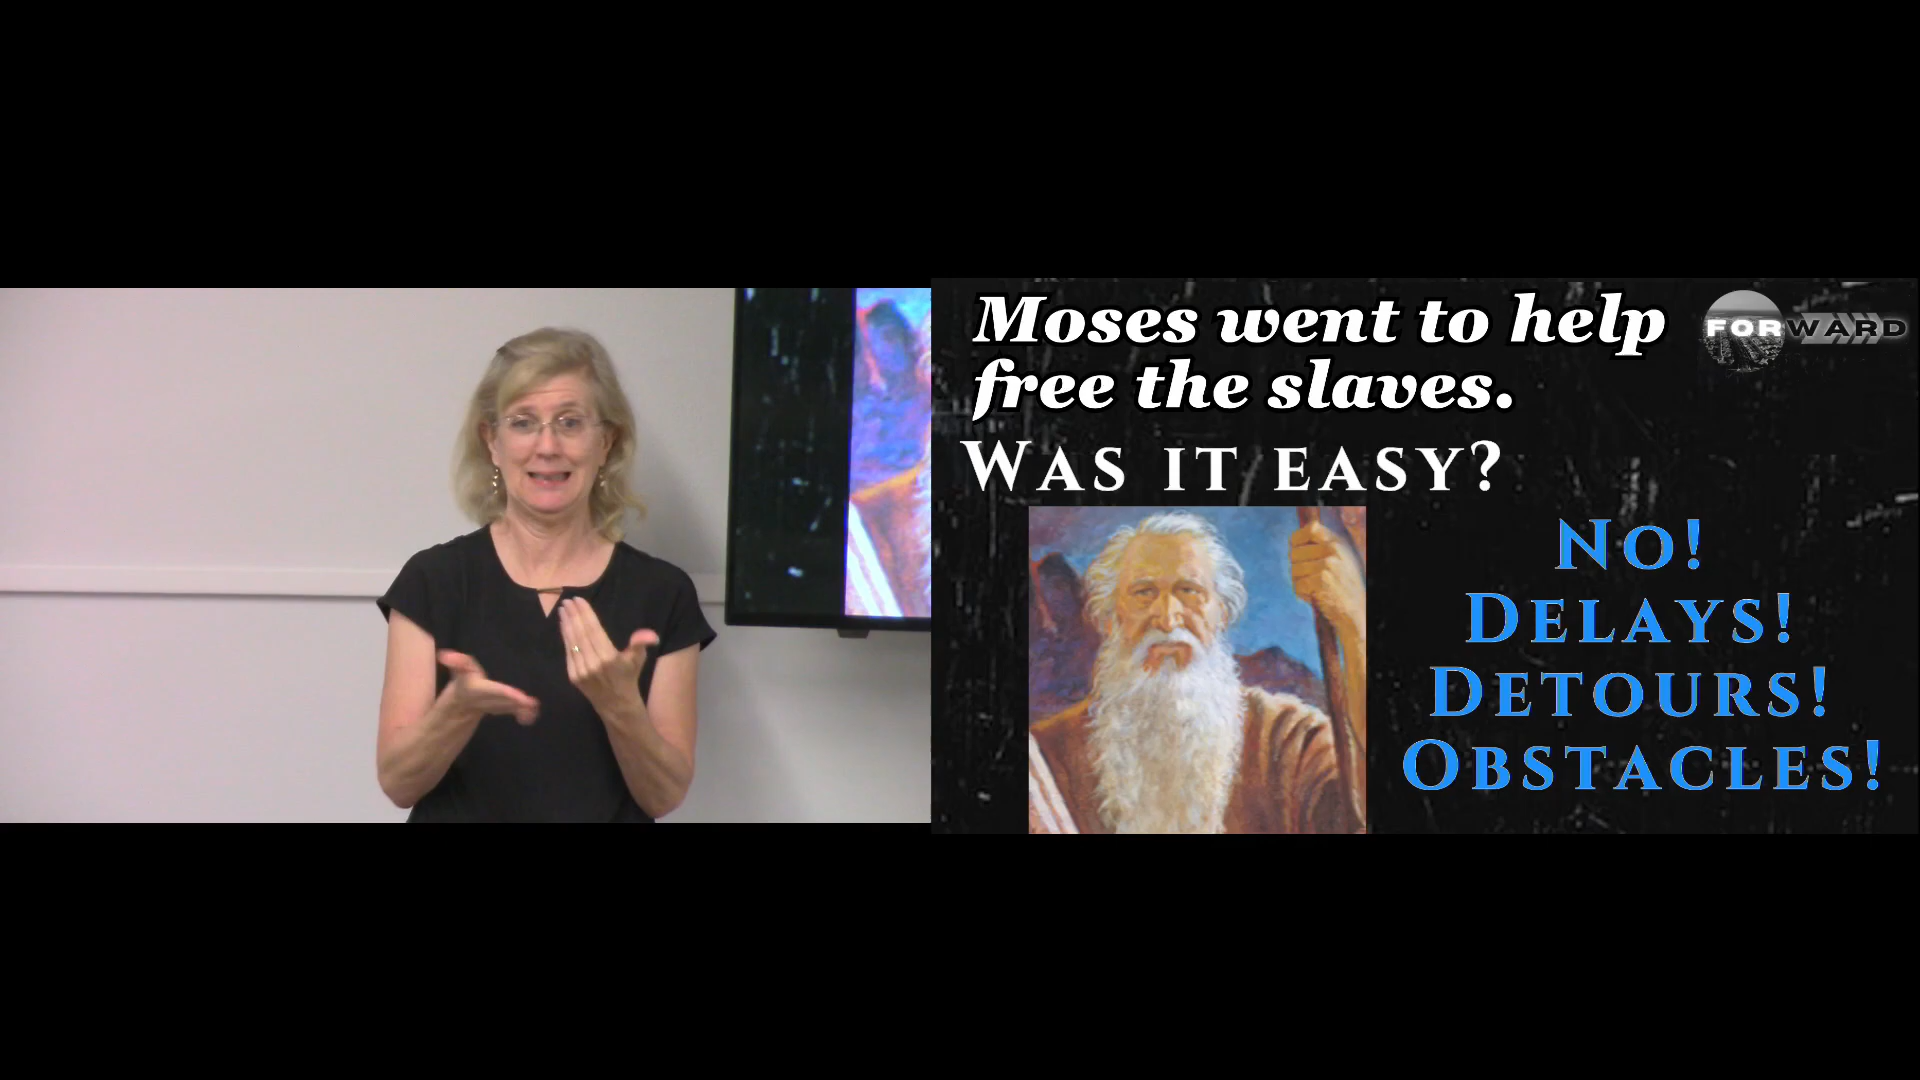 Moses went to help
free the slaves.
FORWARD
Was it easy?
No!
Delays!
Detours!
Obstacles!